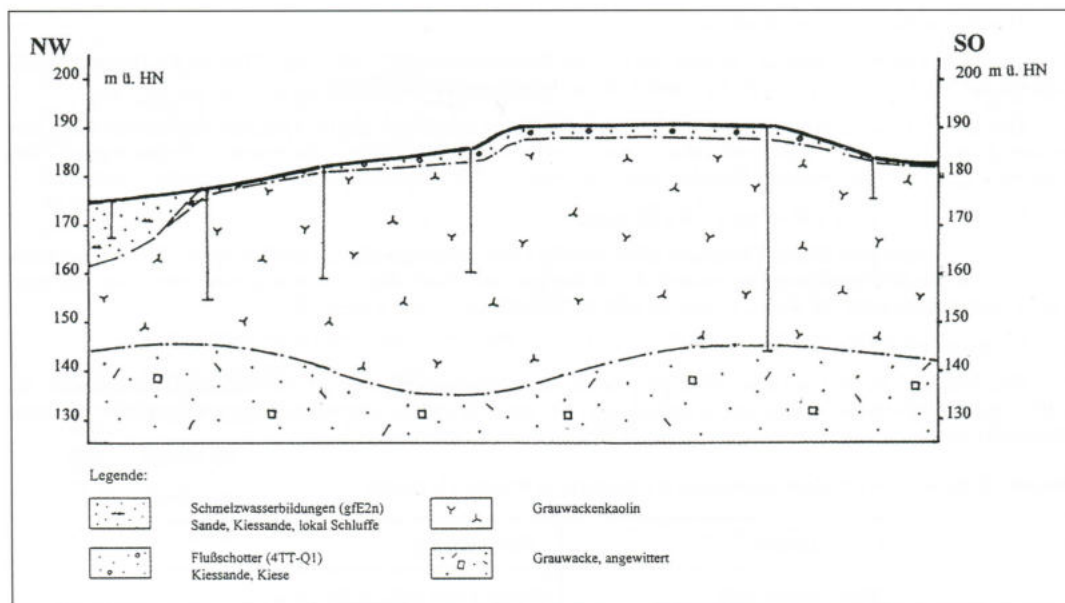 NW
SO
200
m ü. HN
200 m ü. HN
190
190
180
180
170
170
160
160
150
150
140
140
130
130
Legende:
Schmelzwasserbildungen (gfE2n)
Sande, Kiessande, lokal Schluffe
Grauwackenkaolin
Flußschotter (4TT-Q1)
Kiessande, Kiese
Grauwacke, angewittert